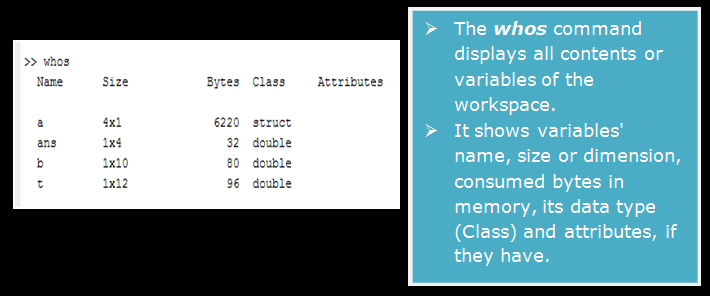 >> whos
Name Size Bytes Class Attributes
a 4x1 6220 struct
ans 1x4 32 double
b 1x10 80 double
t 1x12 96 double
➢ The whos command
displays all contents or
variables of the
workspace.
➢ It shows variables'
name, size or dimension,
consumed bytes in
memory, its data type
(Class) and attributes, if
they have.